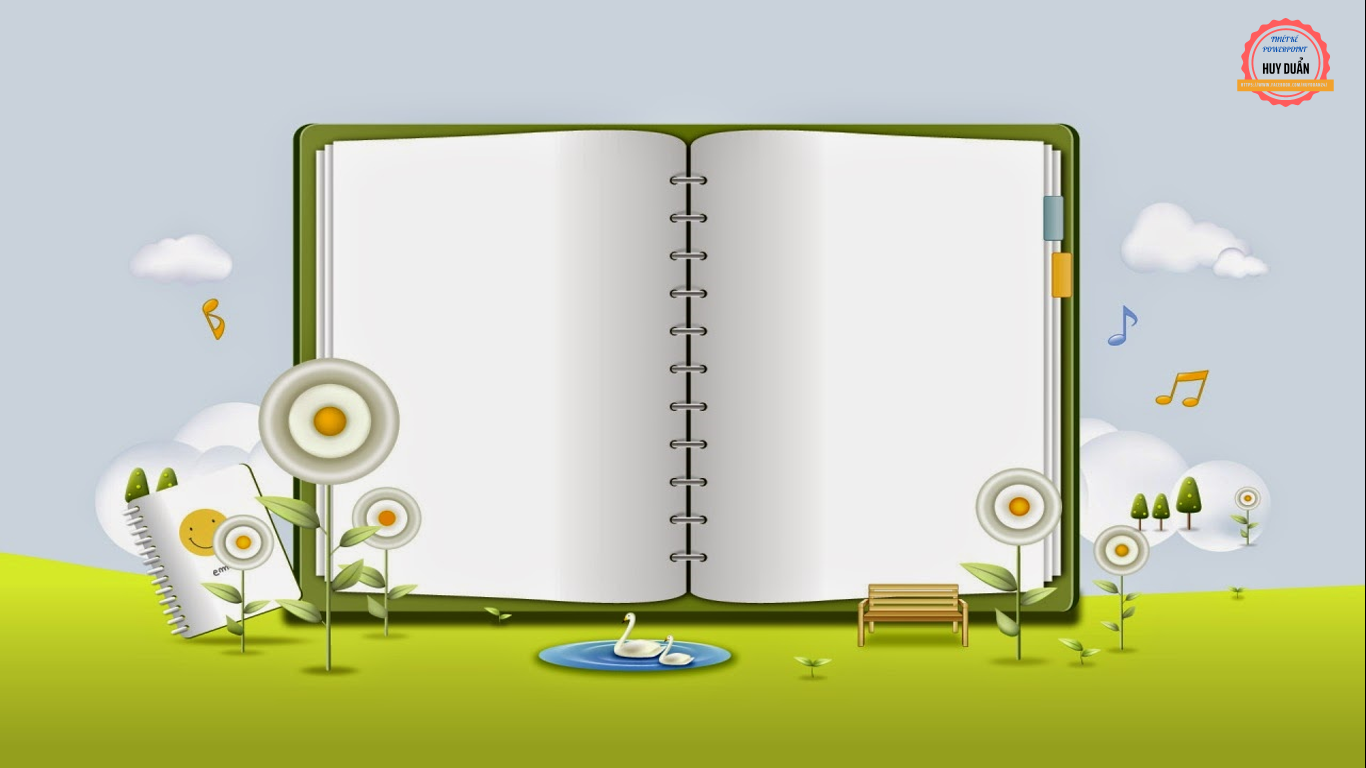 THIẾT KẾ
POWERPOINT
HUY DUẨN
em